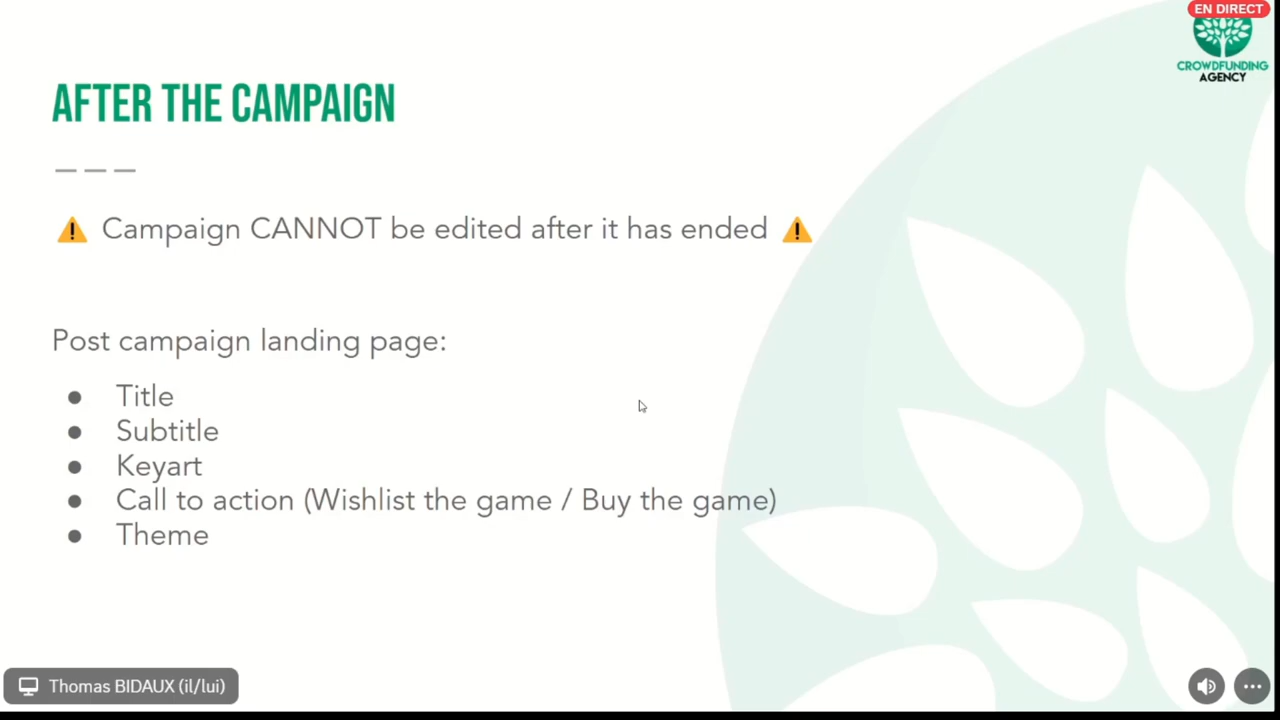 EN DIRECT
CROWDFUNDING
AGENCY
AFTER THE CAMPAIGN
Campaign CANNOT be edited after it has ended
Post campaign landing page:
● Title
● Subtitle
● Keyart
● Call to action (Wishlist the game / Buy the game)
● Theme
Thomas BIDAUX (il/lui)